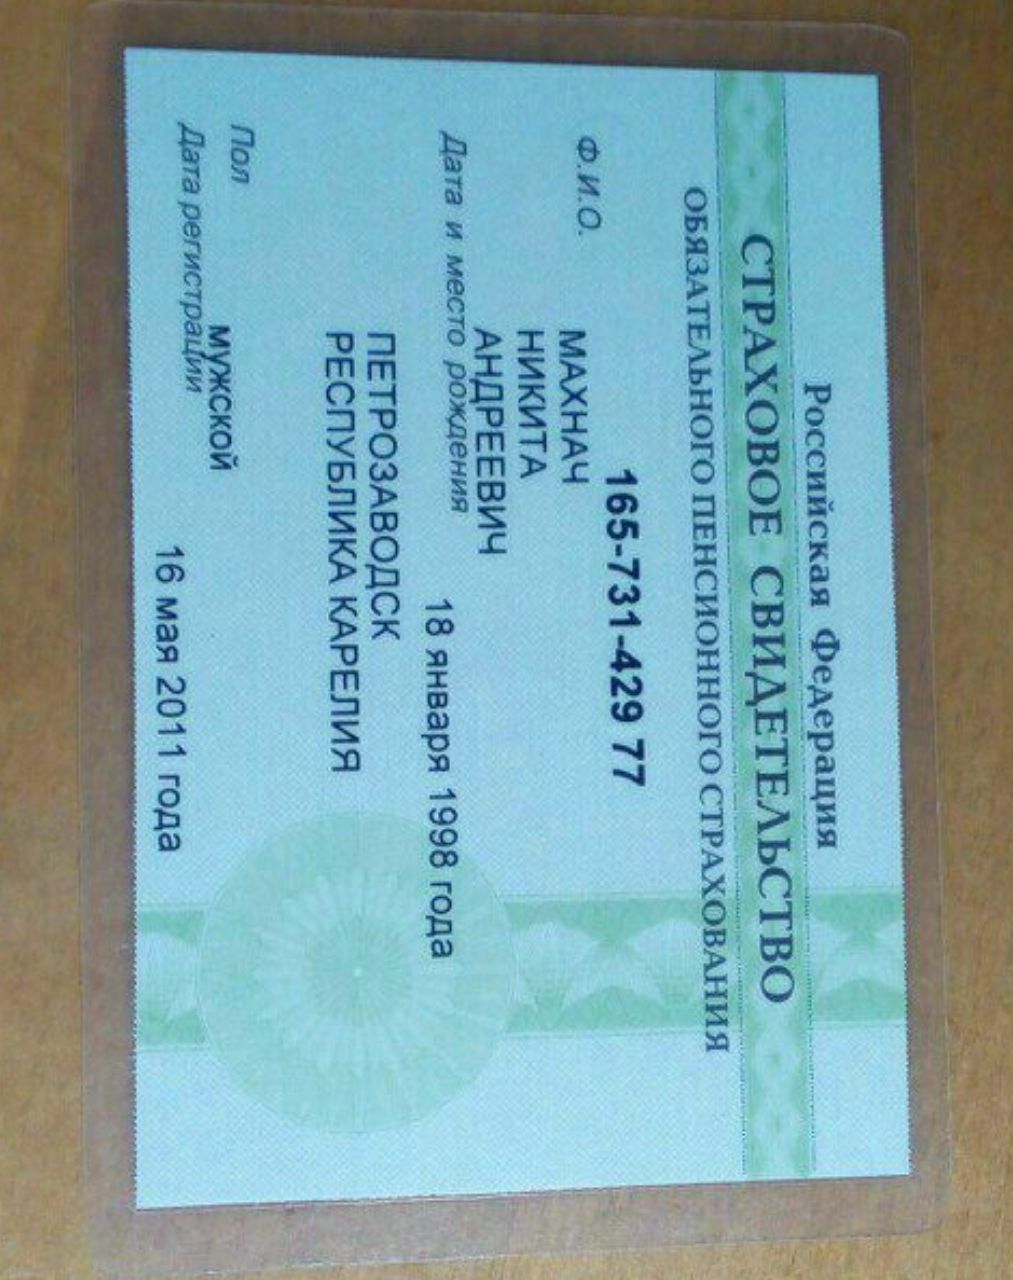 Российская Федерация
СТРАХОВОЕ СВИДЕТЕЛЬСТВО
ОБЯЗАТЕЛЬНОГО ПЕНСИОННОГО СТРАХОВАНИЯ
165-731-429 77
Ф.И.О.
МАХНАЧ
НИКИТА
АНДРЕЕВИЧ
Дата и место рождения
18 января 1998 года
ПЕТРОЗАВОДСК
РЕСПУБЛИКА КАРЕЛИЯ
Пол мужской
Дата регистрации 16 мая 2011 года